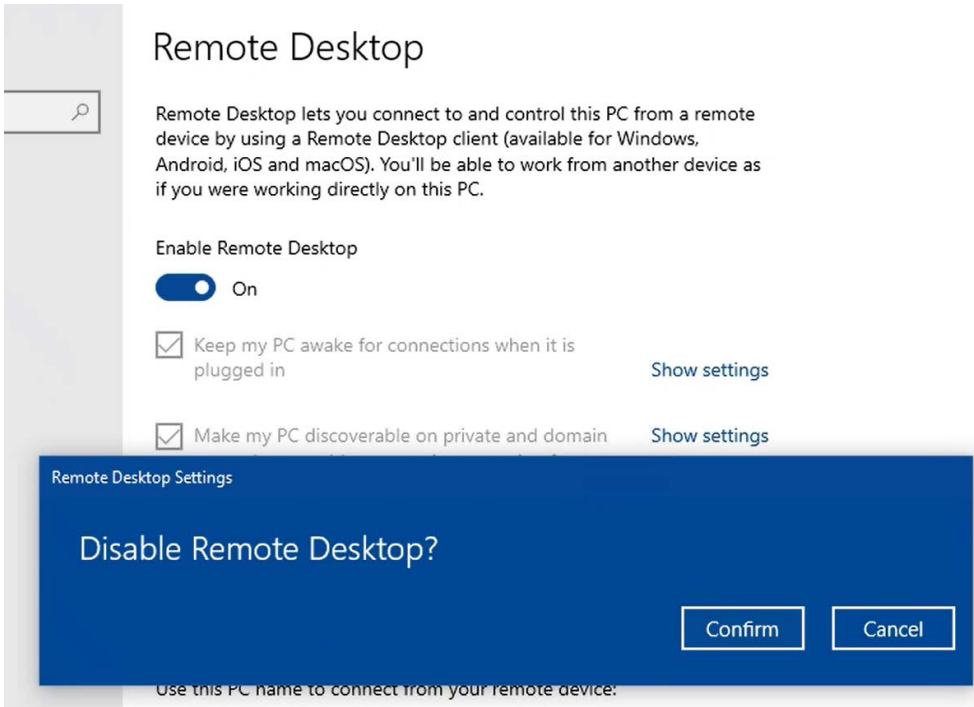 Remote Desktop
Remote Desktop lets you connect to and control this PC from a remote
device by using a Remote Desktop client (available for Windows,
Android, iOS and macOS). You'll be able to work from another device as
if you were working directly on this PC.
Enable Remote Desktop
On
Keep my PC awake for connections when it is
plugged in
Show settings
Make my PC discoverable on private and domain
Show settings
Remote Desktop Settings
Disable Remote Desktop?
Confirm
Cancel
Use this PC name to connect from your remote device: